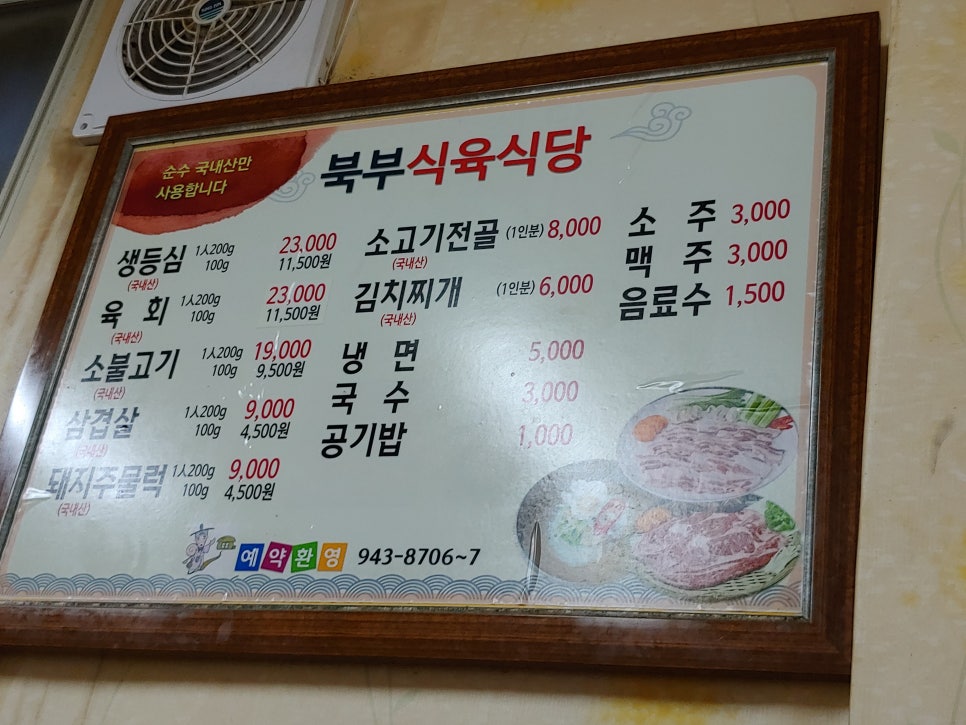 순수 국내산만
사용합니다
북부식육식당
생등심 1人200g 23,000
100g 11,500원
(국내산)
육 회 1人200g 23,000
100g 11,500원
(국내산)
소불고기 1人200g 19,000
100g 9,500원
(국내산)
삼겹살 1人200g 9,000
100g 4,500원
(국내산)
돼지주물럭 1人200g 9,000
100g 4,500원
(국내산)
소고기전골 (1인분) 8,000
(국내산)
김치찌개 (1인분) 6,000
(국내산)
냉 면 5,000
국 수 3,000
공기밥 1,000
소 주 3,000
맥 주 3,000
음료수 1,500
예약환영 943-8706~7